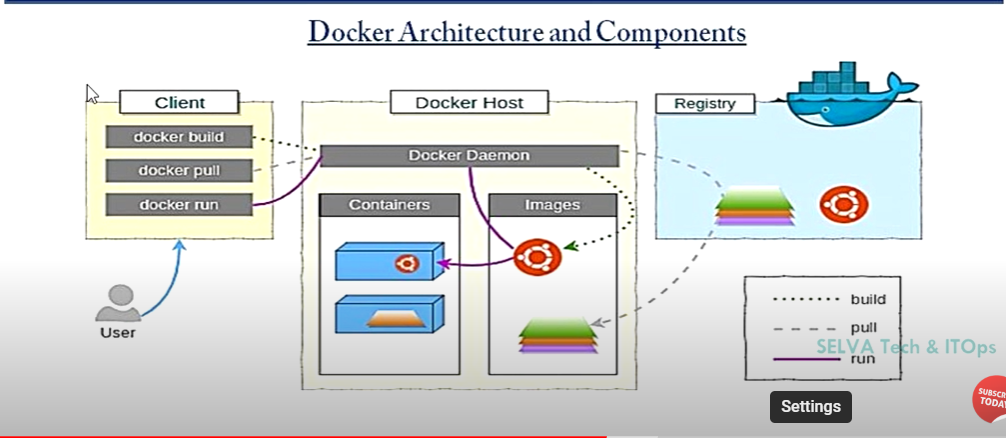 Docker Architecture and Components
Client
Docker Host
Registry
docker build
docker pull
docker run
Docker Daemon
Containers
Images
User
build
pull
run
SELVA Tech & ITOps
Settings